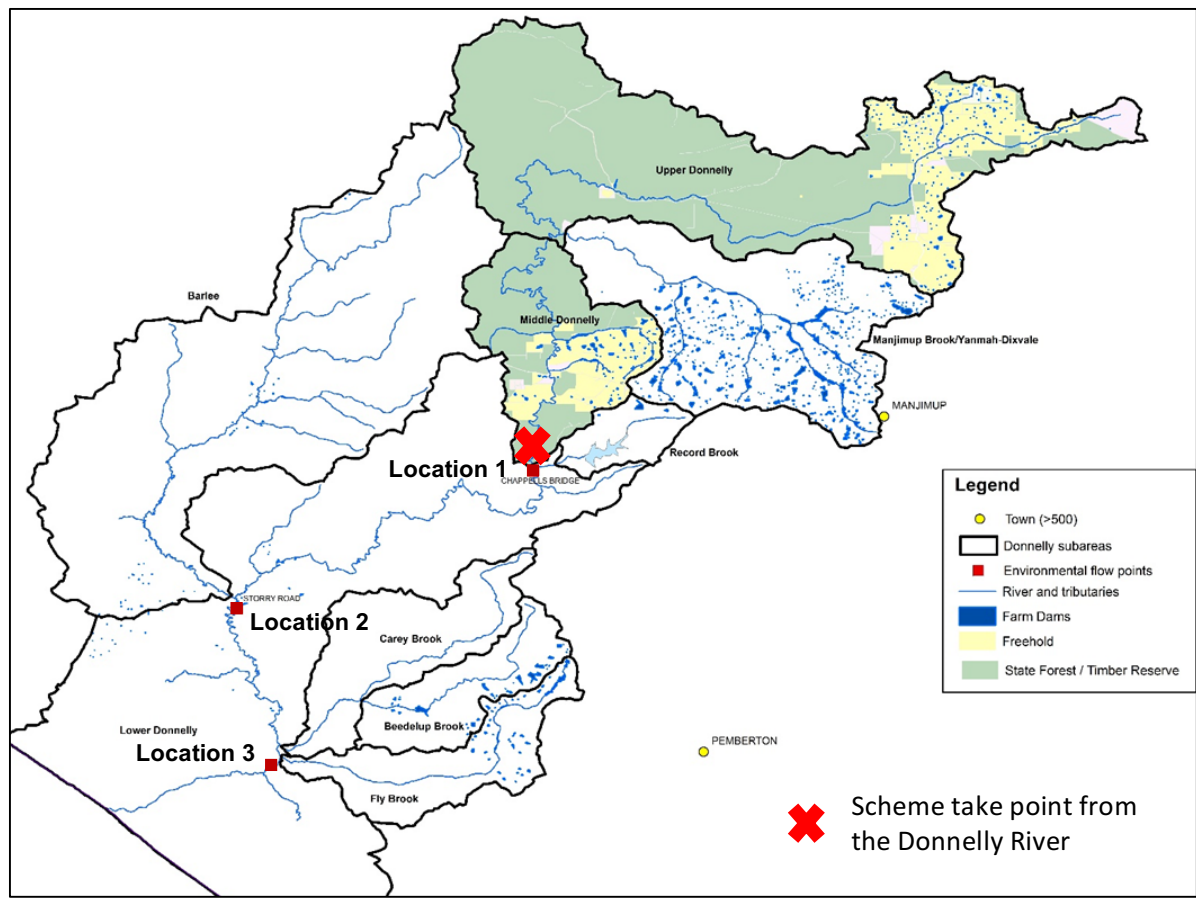 Upper Donnelly
Barlee
Middle Donnelly
Manjimup Brook/Yanmah-Dixvale
MANJIMUP
Record Brook
Location 1
CHAPPELLS BRIDGE
Legend
Town (>500)
Donnelly subareas
Environmental flow points
River and tributaries
Farm Dams
Freehold
State Forest / Timber Reserve
STORRY ROAD
Location 2
Carey Brook
Beedelup Brook
Lower Donnelly
Location 3
PEMBERTON
Fly Brook
Scheme take point from
the Donnelly River